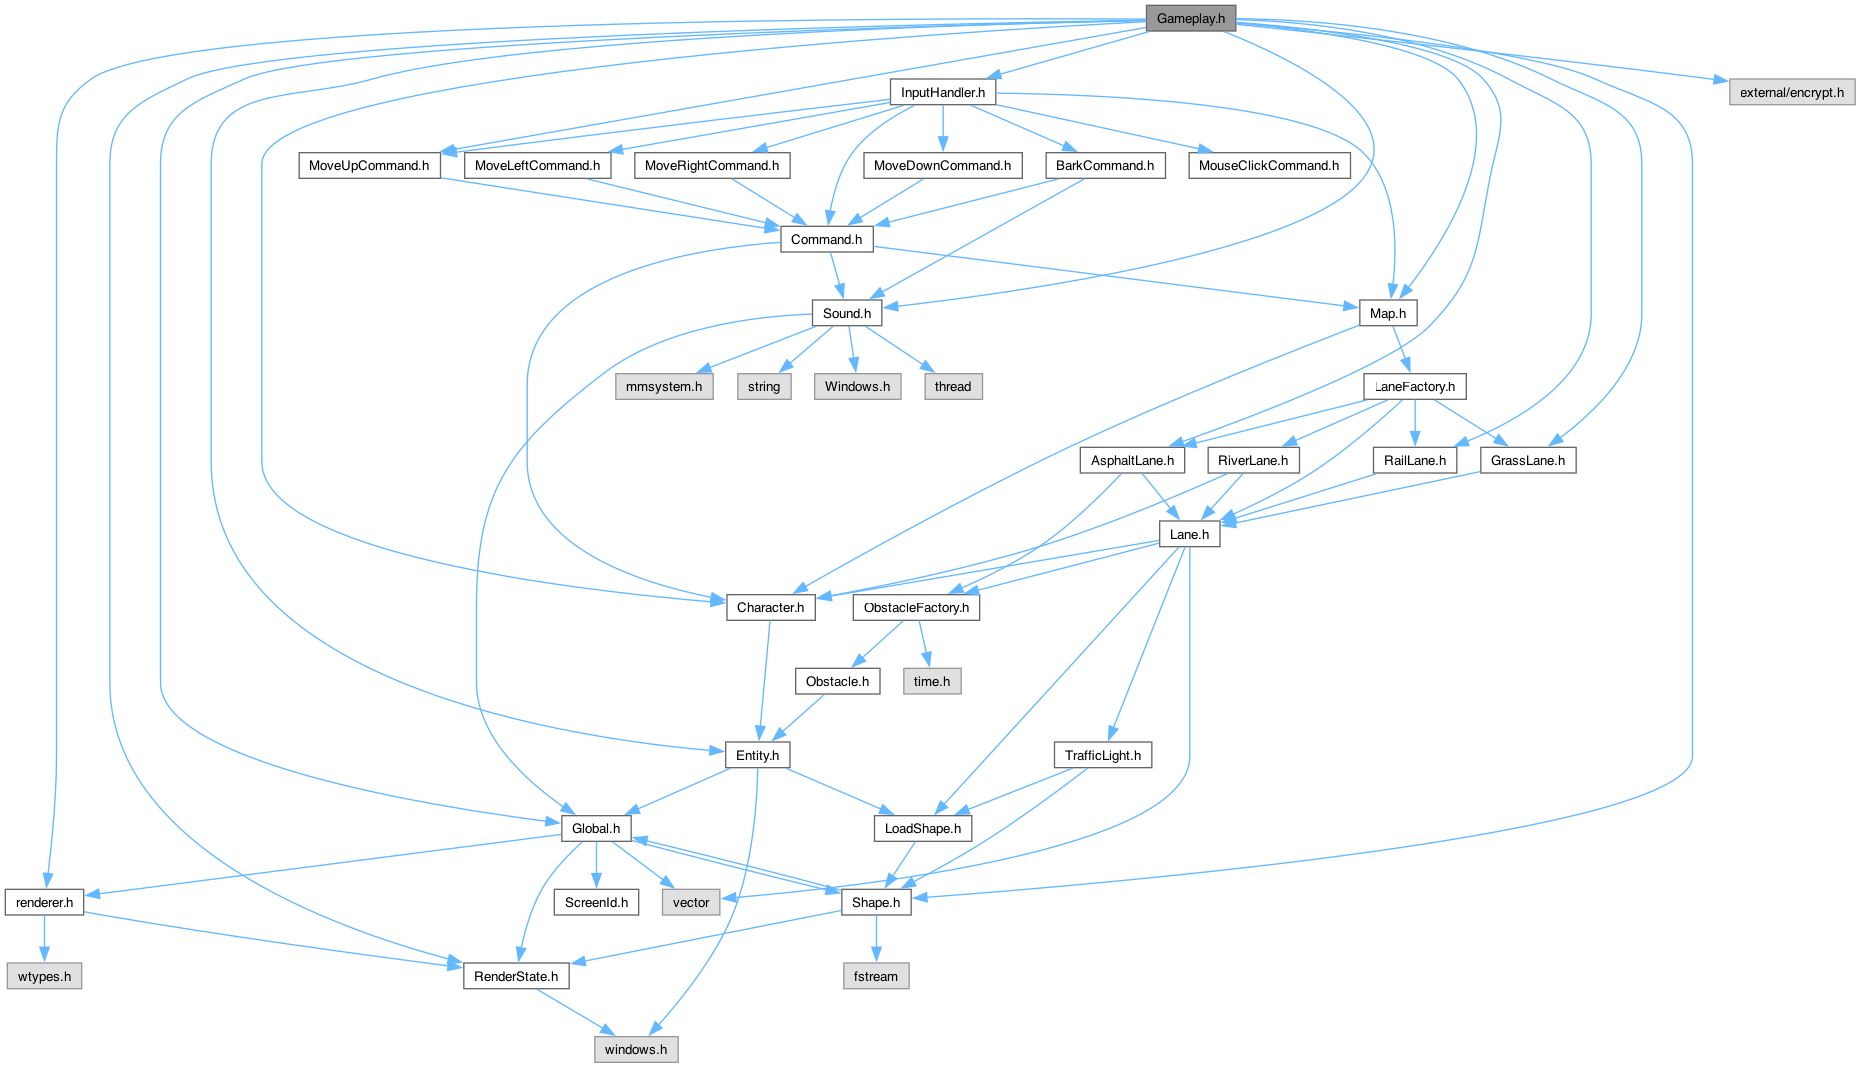 Gameplay.h
InputHandler.h
external/encrypt.h
MoveUpCommand.h
MoveLeftCommand.h
MoveRightCommand.h
MoveDownCommand.h
BarkCommand.h
MouseClickCommand.h
Command.h
Sound.h
Map.h
mmsystem.h
string
Windows.h
thread
LaneFactory.h
AsphaltLane.h
RiverLane.h
RailLane.h
GrassLane.h
Lane.h
Character.h
ObstacleFactory.h
Obstacle.h
time.h
Entity.h
TrafficLight.h
Global.h
LoadShape.h
renderer.h
ScreenId.h
vector
Shape.h
wtypes.h
RenderState.h
fstream
windows.h